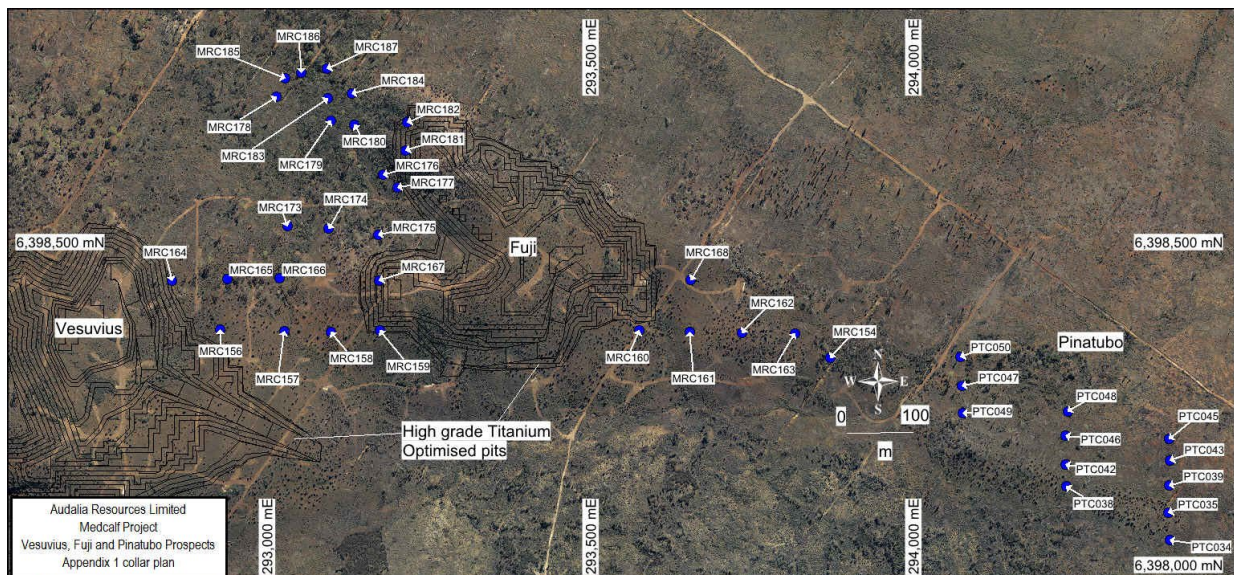 293,500 mE
294,000 mE
MRC185
MRC186
MRC187
MRC184
MRC178
MRC182
MRC183
MRC179
MRC180
MRC181
MRC176
MRC177
MRC173
MRC174
MRC175
6,398,500 mN
6,398,500 mN
Fuji
MRC164
MRC165
MRC166
MRC167
MRC168
Vesuvius
MRC162
MRC156
MRC157
MRC158
MRC159
MRC160
MRC161
MRC163
MRC154
Pinatubo
PTC050
PTC047
PTC049
PTC048
PTC046
PTC042
PTC038
PTC045
PTC043
PTC039
PTC035
PTC034
N
W E
S
0 100
m
High grade Titanium
Optimised pits
Audalia Resources Limited
Medcalf Project
Vesuvius, Fuji and Pinatubo Prospects
Appendix 1 collar plan
293,000 mE
293,500 mE
294,000 mE
6,398,000 mN